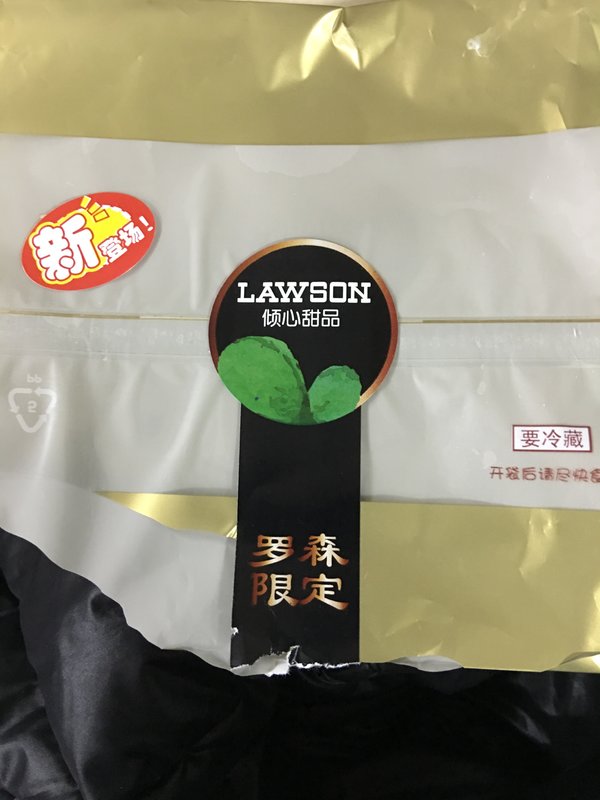 新登场！
LAWSON
倾心甜品
要冷藏
开袋后请尽快食
罗森
限定